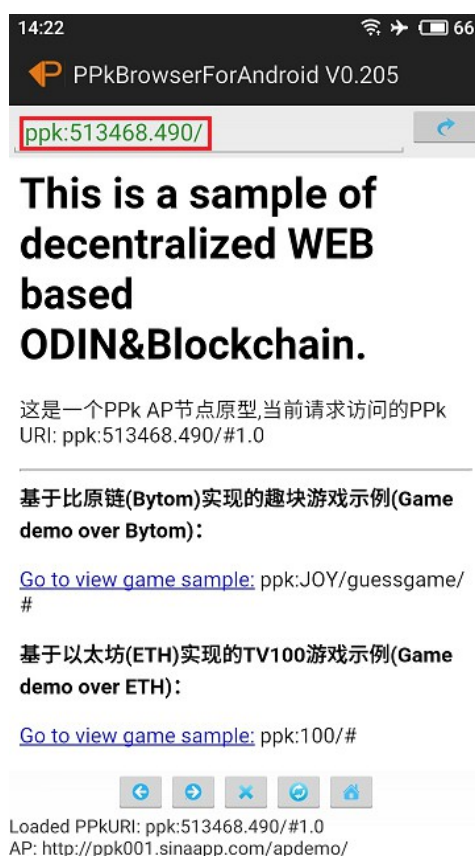 14:22
66
PPkBrowserForAndroid V0.205
ppk:513468.490/
This is a sample of
decentralized WEB
based
ODIN&Blockchain.
这是一个PPk AP节点原型,当前请求访问的PPk
URI: ppk:513468.490/#1.0
基于比原链(Bytom)实现的趣块游戏示例(Game
demo over Bytom)：
Go to view game sample: ppk:JOY/guessgame/
#
基于以太坊(ETH)实现的TV100游戏示例(Game
demo over ETH)：
Go to view game sample: ppk:100/#
Loaded PPkURI: ppk:513468.490/#1.0
AP: http://ppk001.sinaapp.com/apdemo/